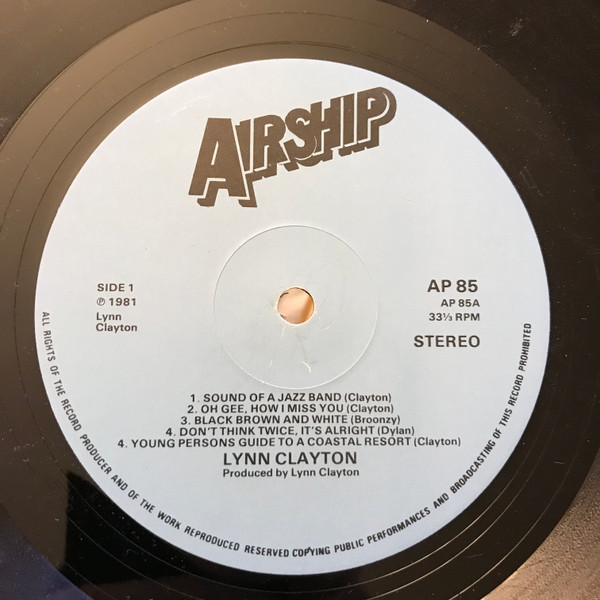 AIRSHIP
SIDE 1
℗ 1981
Lynn
Clayton
AP 85
AP 85A
33⅓ RPM
STEREO
1. SOUND OF A JAZZ BAND (Clayton)
2. OH GEE, HOW I MISS YOU (Clayton)
3. BLACK BROWN AND WHITE (Broonzy)
4. DON'T THINK TWICE, IT'S ALRIGHT (Dylan)
4. YOUNG PERSONS GUIDE TO A COASTAL RESORT (Clayton)
LYNN CLAYTON
Produced by Lynn Clayton
ALL RIGHTS OF THE RECORD PRODUCER AND OF THE WORK REPRODUCED RESERVED COPYING PUBLIC PERFORMANCES AND BROADCASTING OF THIS RECORD PROHIBITED